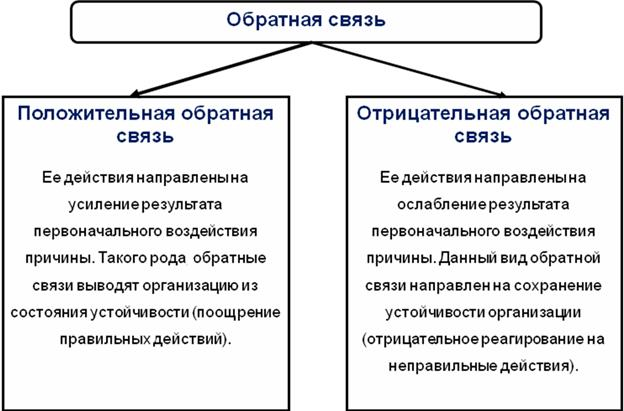 Обратная связь
Положительная обратная
связь
Ее действия направлены на
усиление результата
первоначального воздействия
причины. Такого рода обратные
связи выводят организацию из
состояния устойчивости (поощрение
правильных действий).
Отрицательная обратная
связь
Ее действия направлены на
ослабление результата
первоначального воздействия
причины. Данный вид обратной
связи направлен на сохранение
устойчивости организации
(отрицательное реагирование на
неправильные действия).